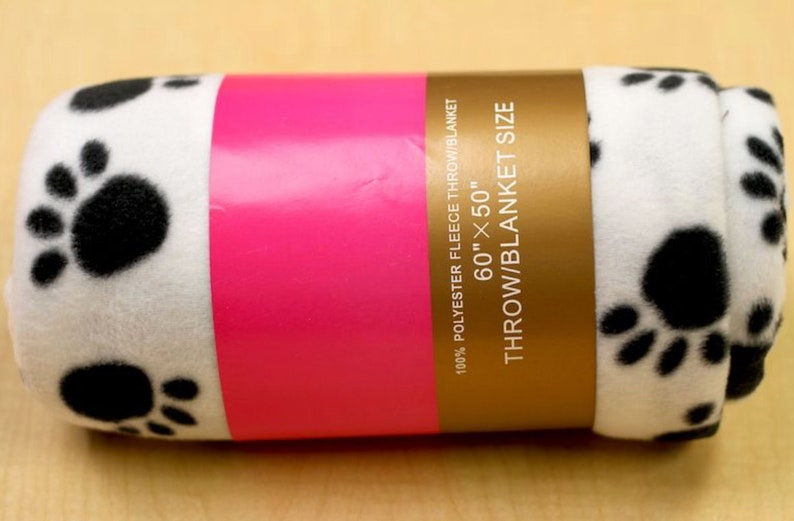 100% POLYESTER FLEECE THROW/BLANKET
60"×50"
THROW/BLANKET SIZE